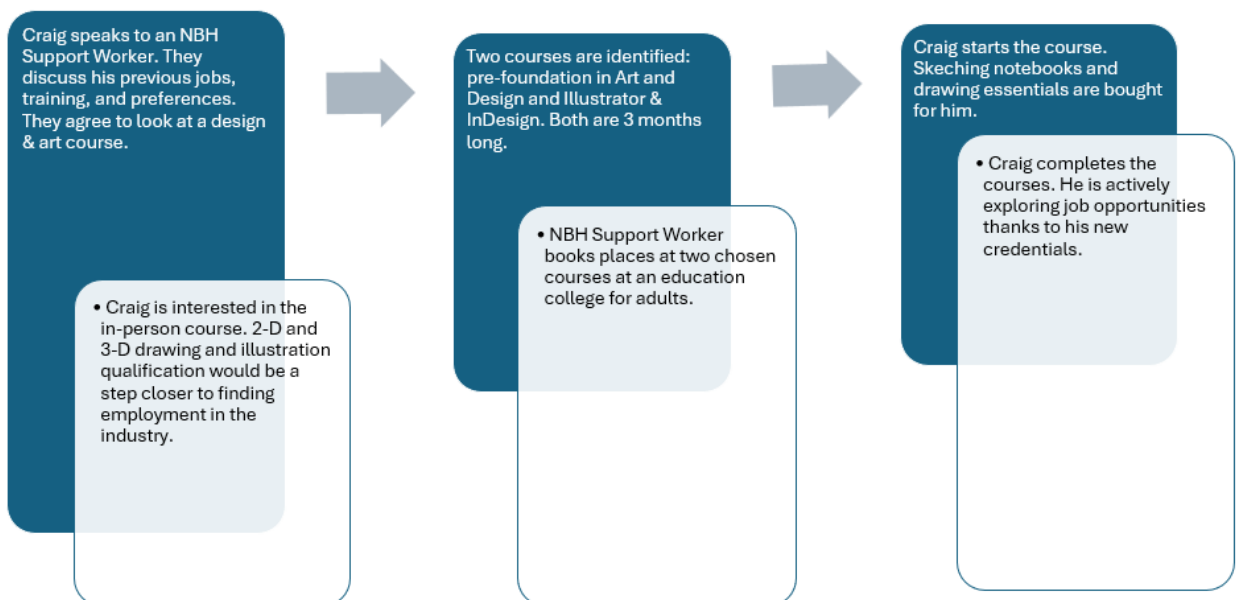 Craig speaks to an NBH
Support Worker. They
discuss his previous jobs,
training, and preferences.
They agree to look at a design
& art course.
• Craig is interested in the
in-person course. 2-D and
3-D drawing and illustration
qualification would be a
step closer to finding
employment in the
industry.
Two courses are identified:
pre-foundation in Art and
Design and Illustrator &
InDesign. Both are 3 months
long.
• NBH Support Worker
books places at two chosen
courses at an education
college for adults.
Craig starts the course.
Skeching notebooks and
drawing essentials are bought
for him.
• Craig completes the
courses. He is actively
exploring job opportunities
thanks to his new
credentials.